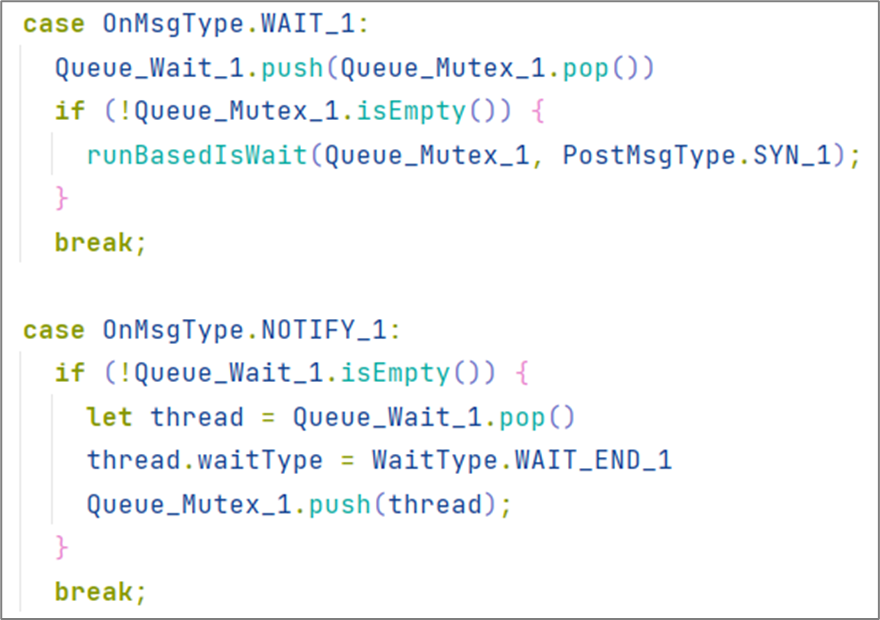 case OnMsgType.WAIT_1:
  Queue_Wait_1.push(Queue_Mutex_1.pop())
  if (!Queue_Mutex_1.isEmpty()) {
    runBasedIsWait(Queue_Mutex_1, PostMsgType.SYN_1);
  }
  break;

case OnMsgType.NOTIFY_1:
  if (!Queue_Wait_1.isEmpty()) {
    let thread = Queue_Wait_1.pop()
    thread.waitType = WaitType.WAIT_END_1
    Queue_Mutex_1.push(thread);
  }
  break;